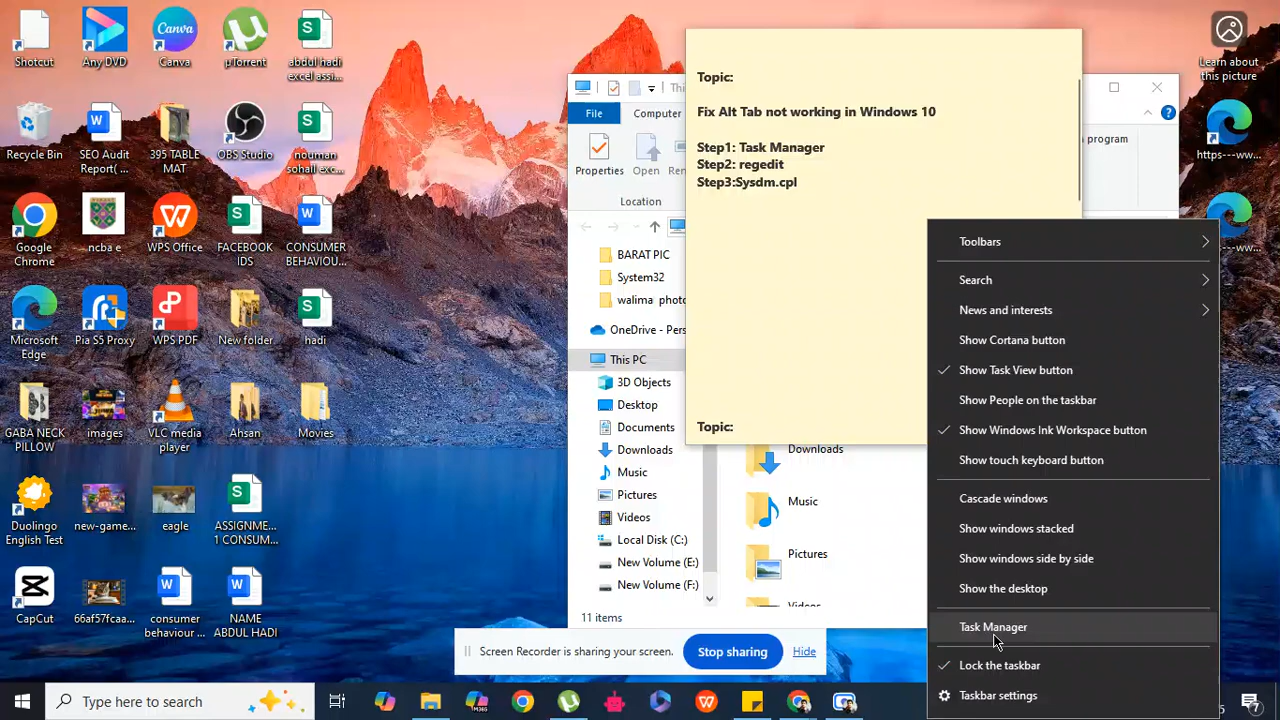 Shotcut
Any DVD
Canva
µTorrent
abdul hadi
excel assi...
Recycle Bin
SEO Audit
Report( ...
395 TABLE
MAT
OBS Studio
nouman
sohail exc...
Google
Chrome
ncba e
WPS Office
FACEBOOK
IDS
CONSUMER
BEHAVIOU...
Microsoft
Edge
Pia S5 Proxy
WPS PDF
New folder
hadi
GABA NECK
PILLOW
images
VLC media
player
Ahsan
Movies
Duolingo
English Test
new-game...
eagle
ASSIGNME...
1 CONSUM...
CapCut
66af57fcaa...
consumer
behaviour ...
NAME
ABDUL HADI
Learn about
this picture
https---ww...
File
Computer
program
Properties
Open
Location
BARAT PIC
System32
walima photo
OneDrive - Pers
This PC
3D Objects
Desktop
Documents
Downloads
Music
Pictures
Videos
Local Disk (C:)
New Volume (E:)
New Volume (F:)
11 items
Downloads
Music
Pictures
Videos
Topic:
Fix Alt Tab not working in Windows 10
Step1: Task Manager
Step2: regedit
Step3:Sysdm.cpl
Topic:
Toolbars
Search
News and interests
Show Cortana button
Show Task View button
Show People on the taskbar
Show Windows Ink Workspace button
Show touch keyboard button
Cascade windows
Show windows stacked
Show windows side by side
Show the desktop
Task Manager
Lock the taskbar
Taskbar settings
Screen Recorder is sharing your screen.
Stop sharing
Hide
Type here to search